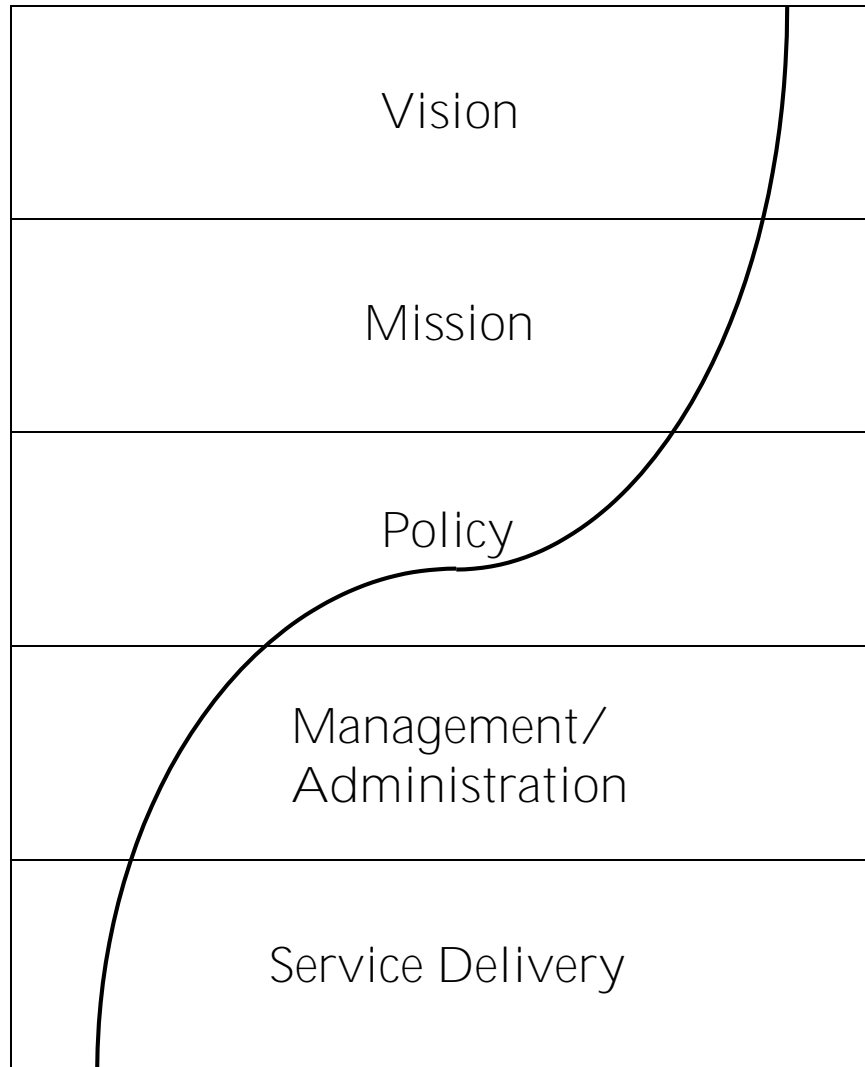 Vision
Mission
Policy
Management/
Administration
Service Delivery